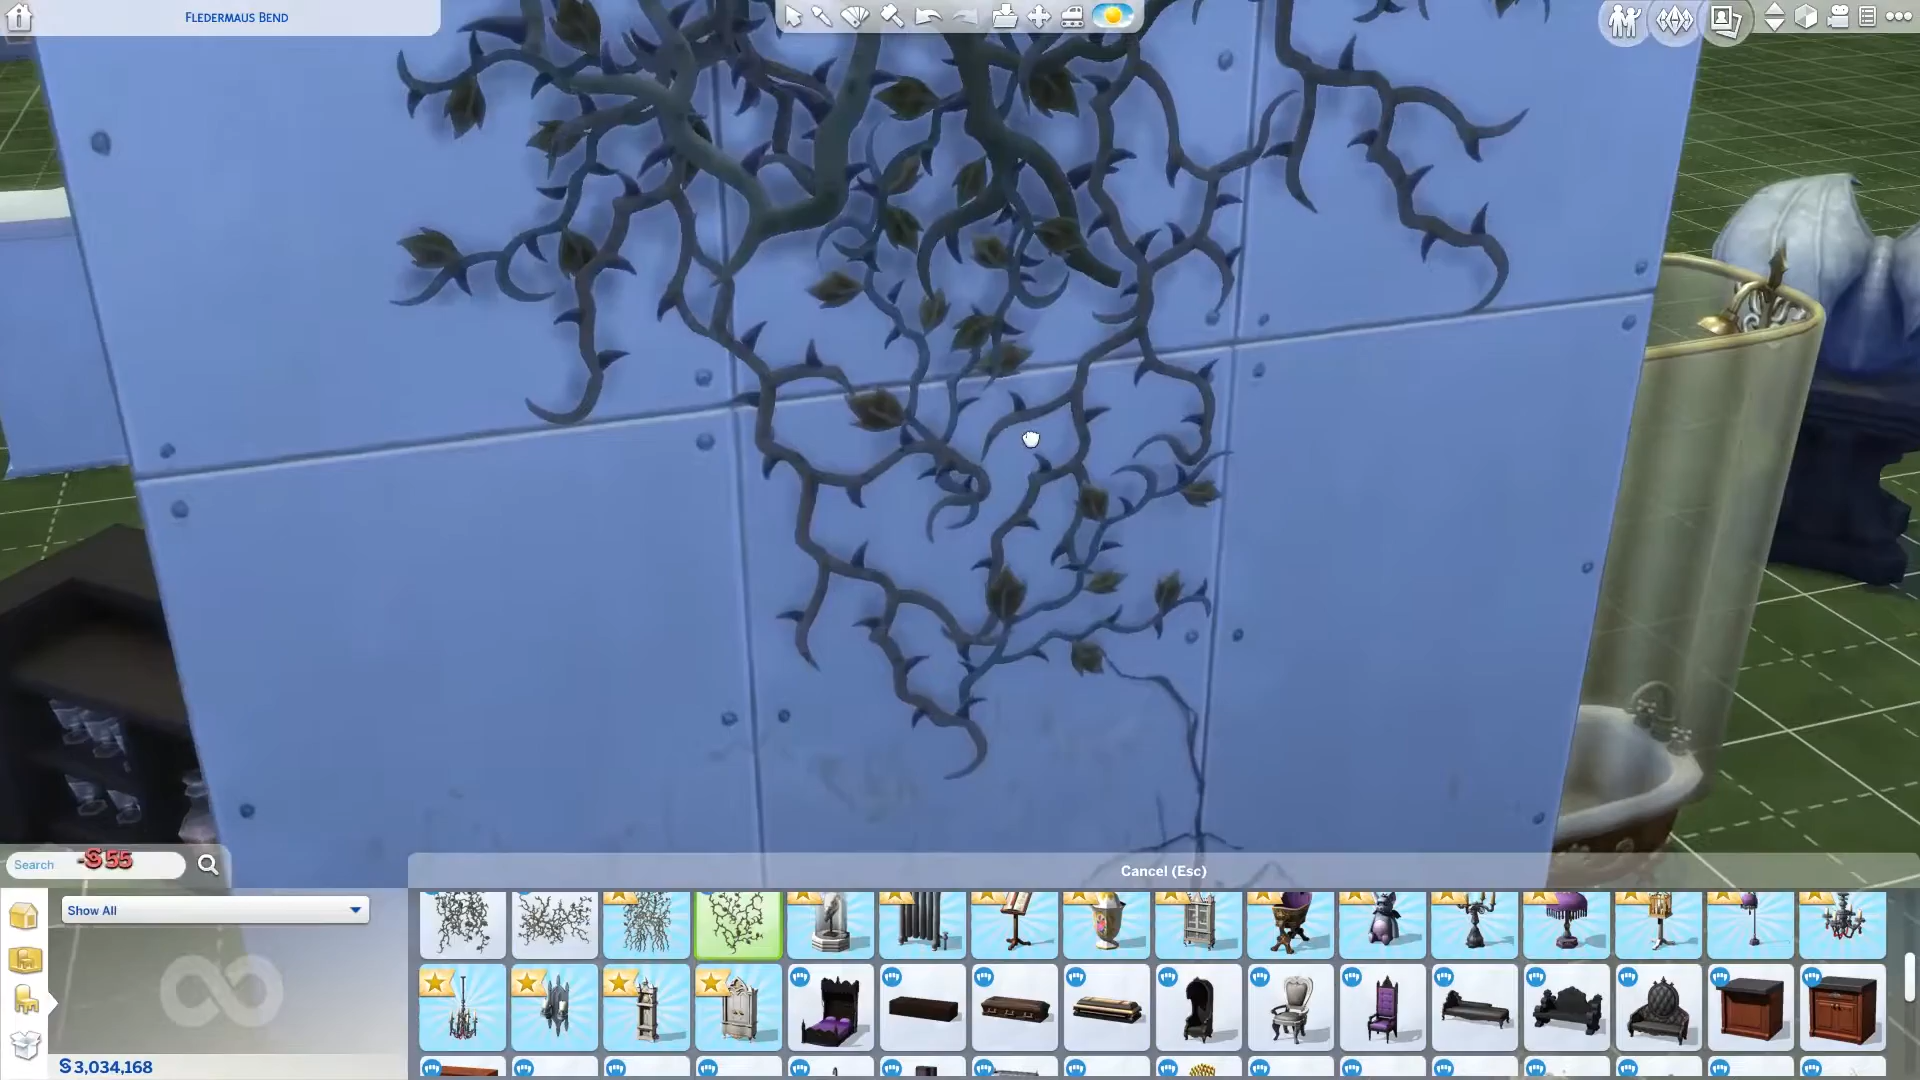 Fledermaus Bend
Search
-§55
Cancel (Esc)
Show All
§3,034,168